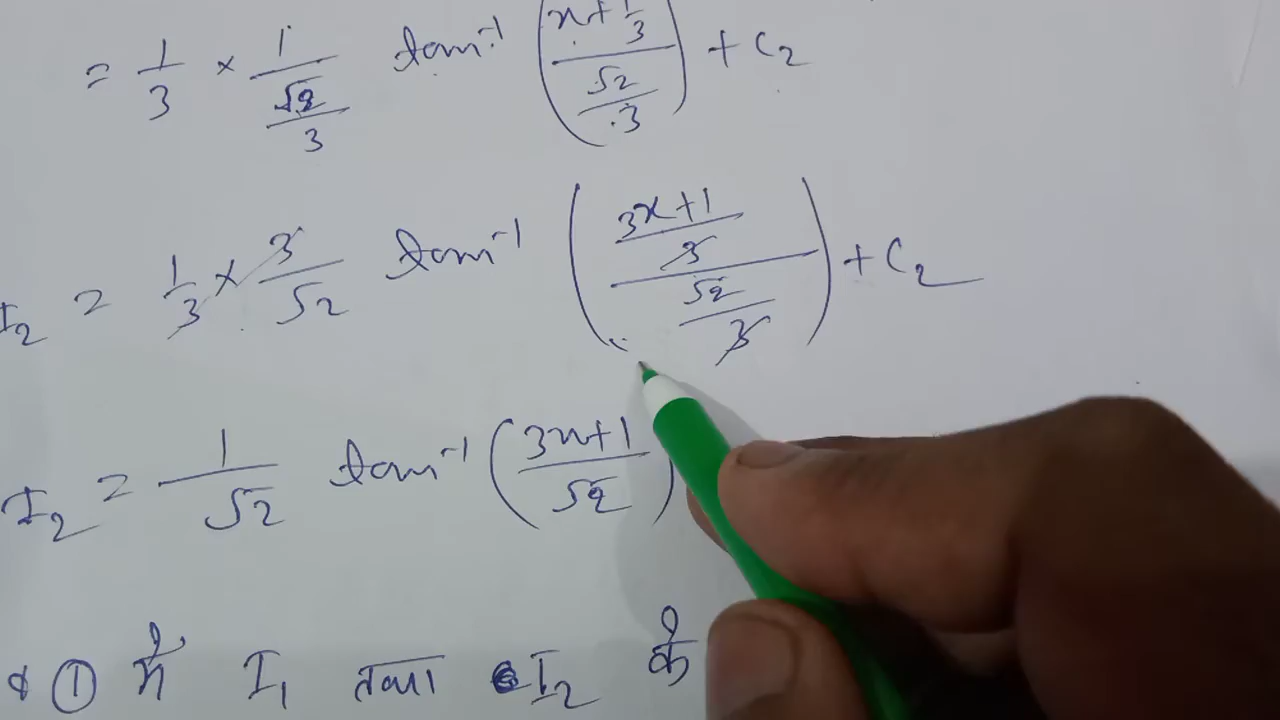 = 1/3 × 1/(√2/3) tan⁻¹ ((x + 1/3)/(√2/3)) + C₂
I₂ = 1/3 × 3/√2 tan⁻¹ (((3x+1)/3)/(√2/3)) + C₂
I₂ = 1/√2 tan⁻¹ ((3x+1)/√2)
① में I₁ तथा I₂ के